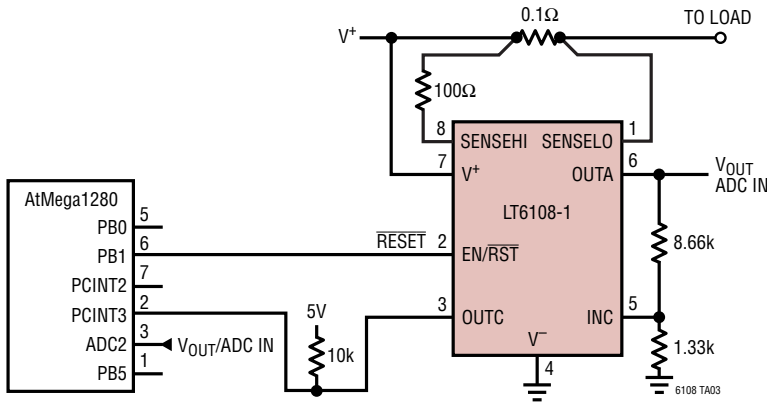 0.1Ω
TO LOAD
V+
100Ω
8
SENSEHI
SENSELO
1
7
V+
OUTA
6
VOUT
ADC IN
AtMega1280
LT6108-1
PB0
5
PB1
6
RESET
2
EN/RST
8.66k
PCINT2
7
PCINT3
2
5V
3
OUTC
INC
5
ADC2
3
VOUT/ADC IN
10k
V–
1.33k
PB5
1
4
6108 TA03